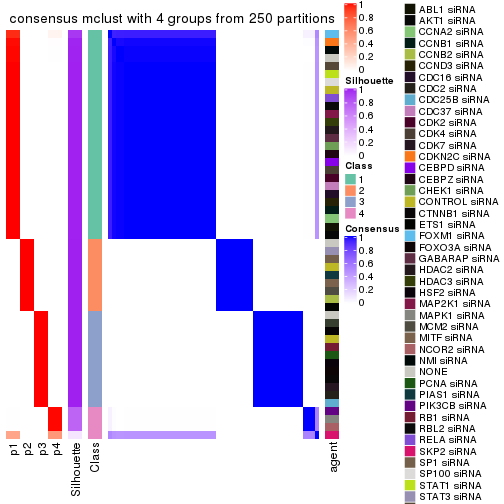 consensus mclust with 4 groups from 250 partitions
p1
p2
p3
p4
Silhouette
Class
agent
1
0.8
0.6
0.4
0.2
0
Silhouette
1
0.8
0.6
0.4
0.2
0
Class
1
2
3
4
Consensus
1
0.8
0.6
0.4
0.2
0
ABL1 siRNA
AKT1 siRNA
CCNA2 siRNA
CCNB1 siRNA
CCNB2 siRNA
CCND3 siRNA
CDC16 siRNA
CDC2 siRNA
CDC25B siRNA
CDC37 siRNA
CDK2 siRNA
CDK4 siRNA
CDK7 siRNA
CDKN2C siRNA
CEBPD siRNA
CEBPZ siRNA
CHEK1 siRNA
CONTROL siRNA
CTNNB1 siRNA
ETS1 siRNA
FOXM1 siRNA
FOXO3A siRNA
GABARAP siRNA
HDAC2 siRNA
HDAC3 siRNA
HSF2 siRNA
MAP2K1 siRNA
MAPK1 siRNA
MCM2 siRNA
MITF siRNA
NCOR2 siRNA
NMI siRNA
NONE
PCNA siRNA
PIAS1 siRNA
PIK3CB siRNA
RB1 siRNA
RBL2 siRNA
RELA siRNA
SKP2 siRNA
SP1 siRNA
SP100 siRNA
STAT1 siRNA
STAT3 siRNA